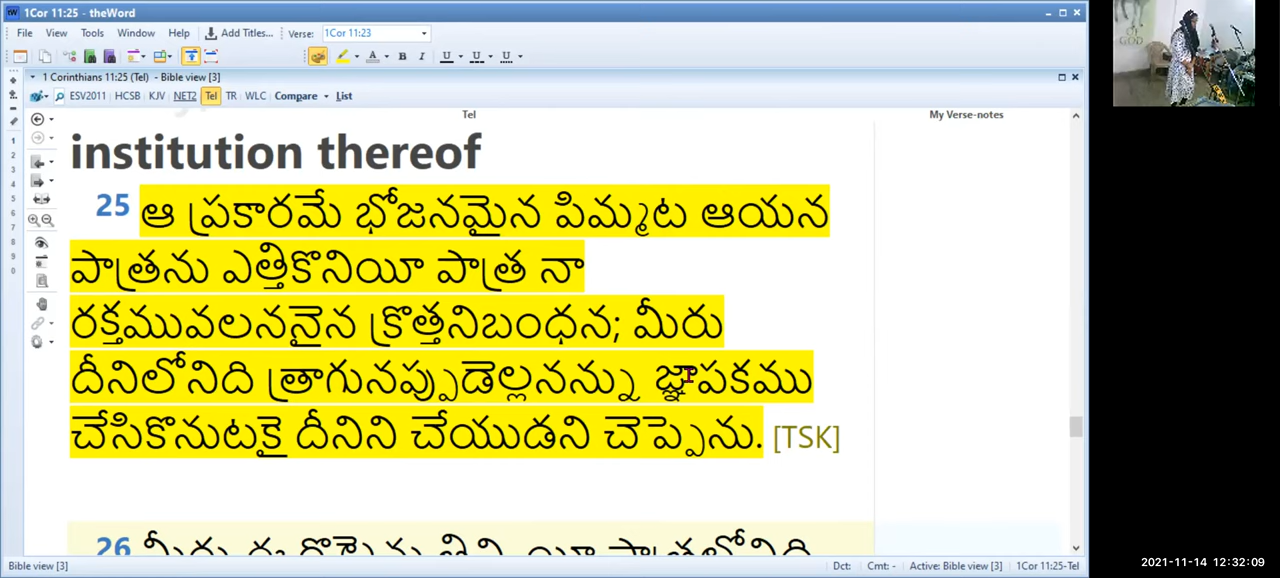 1Cor 11:25 - theWord
File View Tools Window Help Add Titles... Verse: 1Cor 11:23
1 Corinthians 11:25 (Tel) - Bible view [3]
ESV2011 HCSB KJV NET2 Tel TR WLC Compare List
Tel My Verse-notes
institution thereof
25 ఆ ప్రకారమే భోజనమైన పిమ్మట ఆయన
పాత్రను ఎత్తికొనియీ పాత్ర నా
రక్తమువలననైన క్రొత్తనిబంధన; మీరు
దీనిలోనిది త్రాగునప్పుడెల్లనన్ను జ్ఞాపకము
చేసికొనుటకై దీనిని చేయుడని చెప్పెను. [TSK]
26 మీరు ఈ రొట్టెను తిని, యీ పాత్రలోనిది
Bible view [3] Dct: Cmt: - Active: Bible view [3] 1Cor 11:25-Tel
OF GOD
2021-11-14 12:32:09